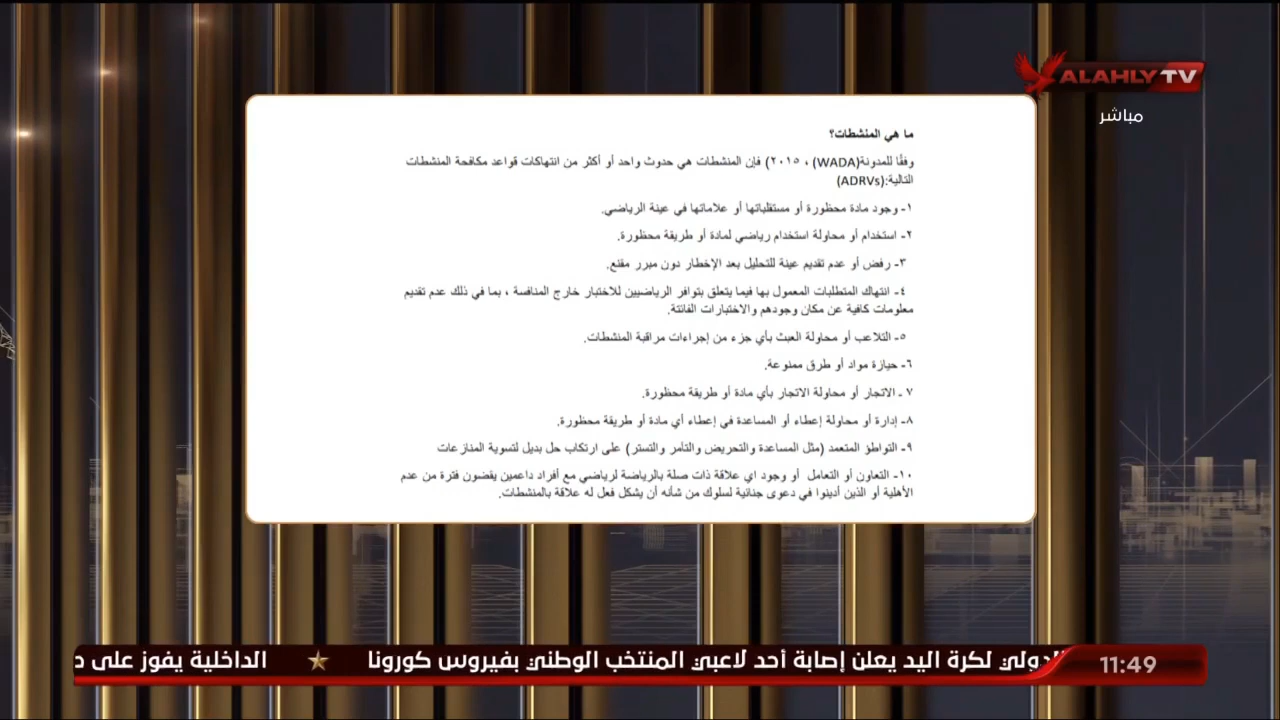 ALAHLY TV
مباشر
ما هي المنشطات؟
وفقًا للمدونة(WADA) ، ٢٠١٥) فإن المنشطات هي حدوث واحد أو أكثر من انتهاكات قواعد مكافحة المنشطات
التالية:(ADRVs)
١- وجود مادة محظورة أو مستقلباتها أو علاماتها في عينة الرياضي.
٢- استخدام أو محاولة استخدام رياضي لمادة أو طريقة محظورة.
٣- رفض أو عدم تقديم عينة للتحليل بعد الإخطار دون مبرر مقنع.
٤- انتهاك المتطلبات المعمول بها فيما يتعلق بتوافر الرياضيين للاختبار خارج المنافسة ، بما في ذلك عدم تقديم
معلومات كافية عن مكان وجودهم والاختبارات الفائتة.
٥- التلاعب أو محاولة العبث بأي جزء من إجراءات مراقبة المنشطات.
٦- حيازة مواد أو طرق ممنوعة.
٧ - الاتجار أو محاولة الاتجار بأي مادة أو طريقة محظورة.
٨- إدارة أو محاولة إعطاء أو المساعدة في إعطاء أي مادة أو طريقة محظورة.
٩- التواطؤ المتعمد (مثل المساعدة والتحريض والتآمر والتستر) على ارتكاب حل بديل لتسوية المنازعات
١٠- التعاون أو التعامل أو وجود اي علاقة ذات صلة بالرياضة لرياضي مع أفراد داعمين يقضون فترة من عدم
الأهلية أو الذين أدينوا في دعوى جنائية لسلوك من شأنه أن يشكل فعل له علاقة بالمنشطات.
11:49
الدولي لكرة اليد يعلن إصابة أحد لاعبي المنتخب الوطني بفيروس كورونا ★ الداخلية يفوز على